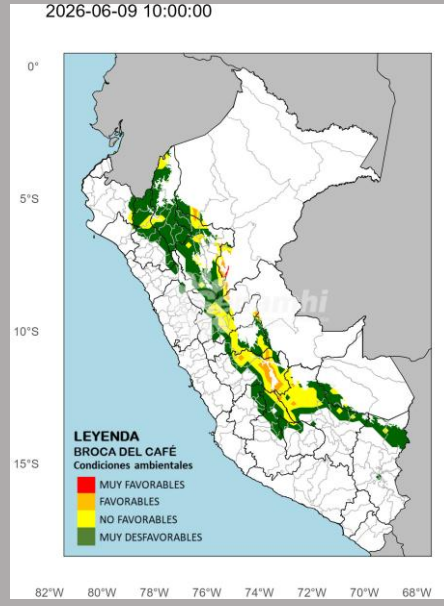 2026-06-09 10:00:00
0°
5°S
10°S
15°S
senamhi
LEYENDA
BROCA DEL CAFÉ
Condiciones ambientales
MUY FAVORABLES
FAVORABLES
NO FAVORABLES
MUY DESFAVORABLES
82°W 80°W 78°W 76°W 74°W 72°W 70°W 68°W